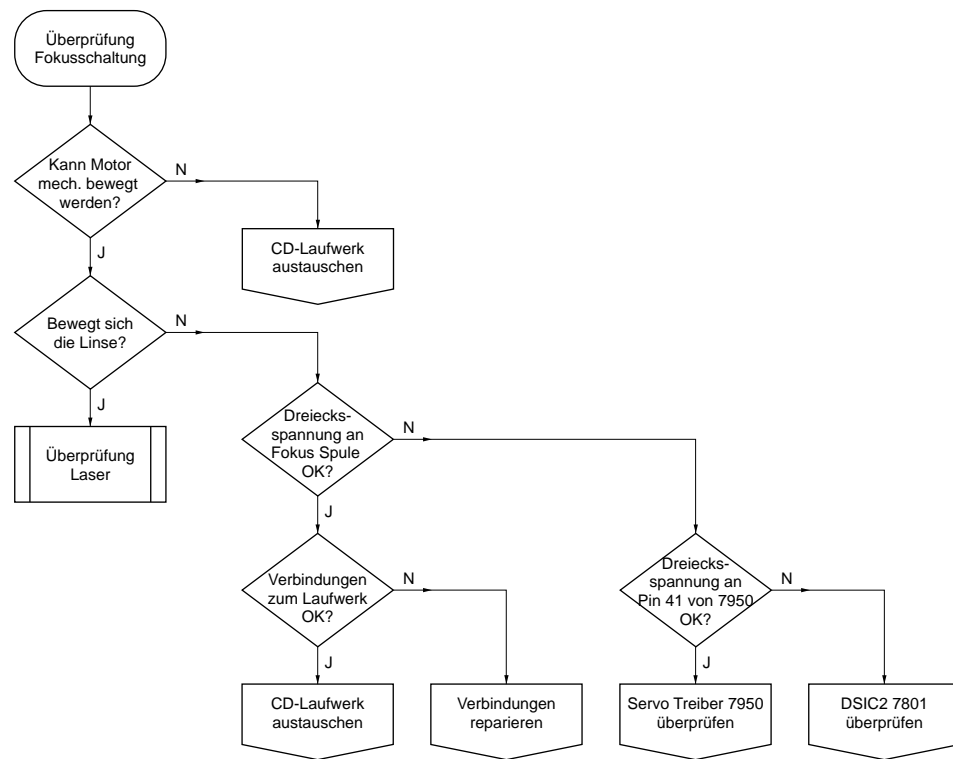 Überprüfung
Fokusschaltung
Kann Motor
mech. bewegt
werden?
N
J
CD-Laufwerk
austauschen
Bewegt sich
die Linse?
N
J
Überprüfung
Laser
Dreiecks-
spannung an
Fokus Spule
OK?
N
J
Verbindungen
zum Laufwerk
OK?
N
J
Dreiecks-
spannung an
Pin 41 von 7950
OK?
N
J
CD-Laufwerk
austauschen
Verbindungen
reparieren
Servo Treiber 7950
überprüfen
DSIC2 7801
überprüfen